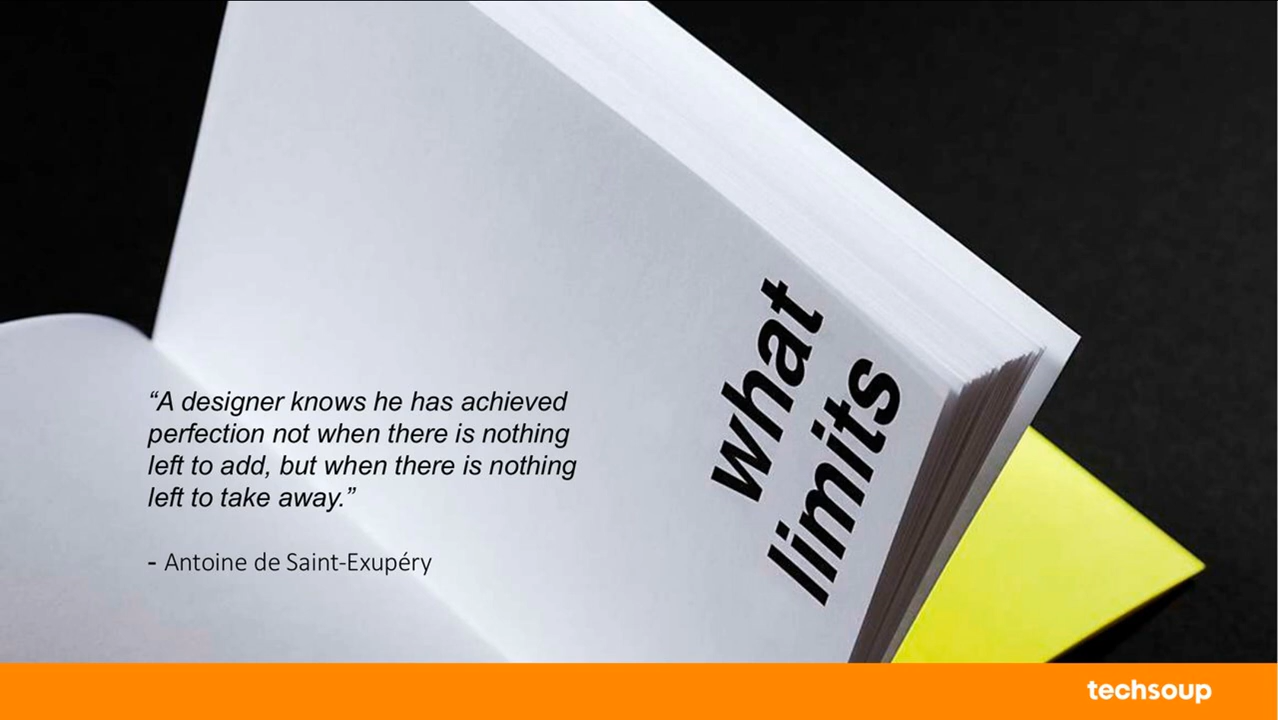 “A designer knows he has achieved
perfection not when there is nothing
left to add, but when there is nothing
left to take away.”
- Antoine de Saint-Exupéry
what
limits
techsoup